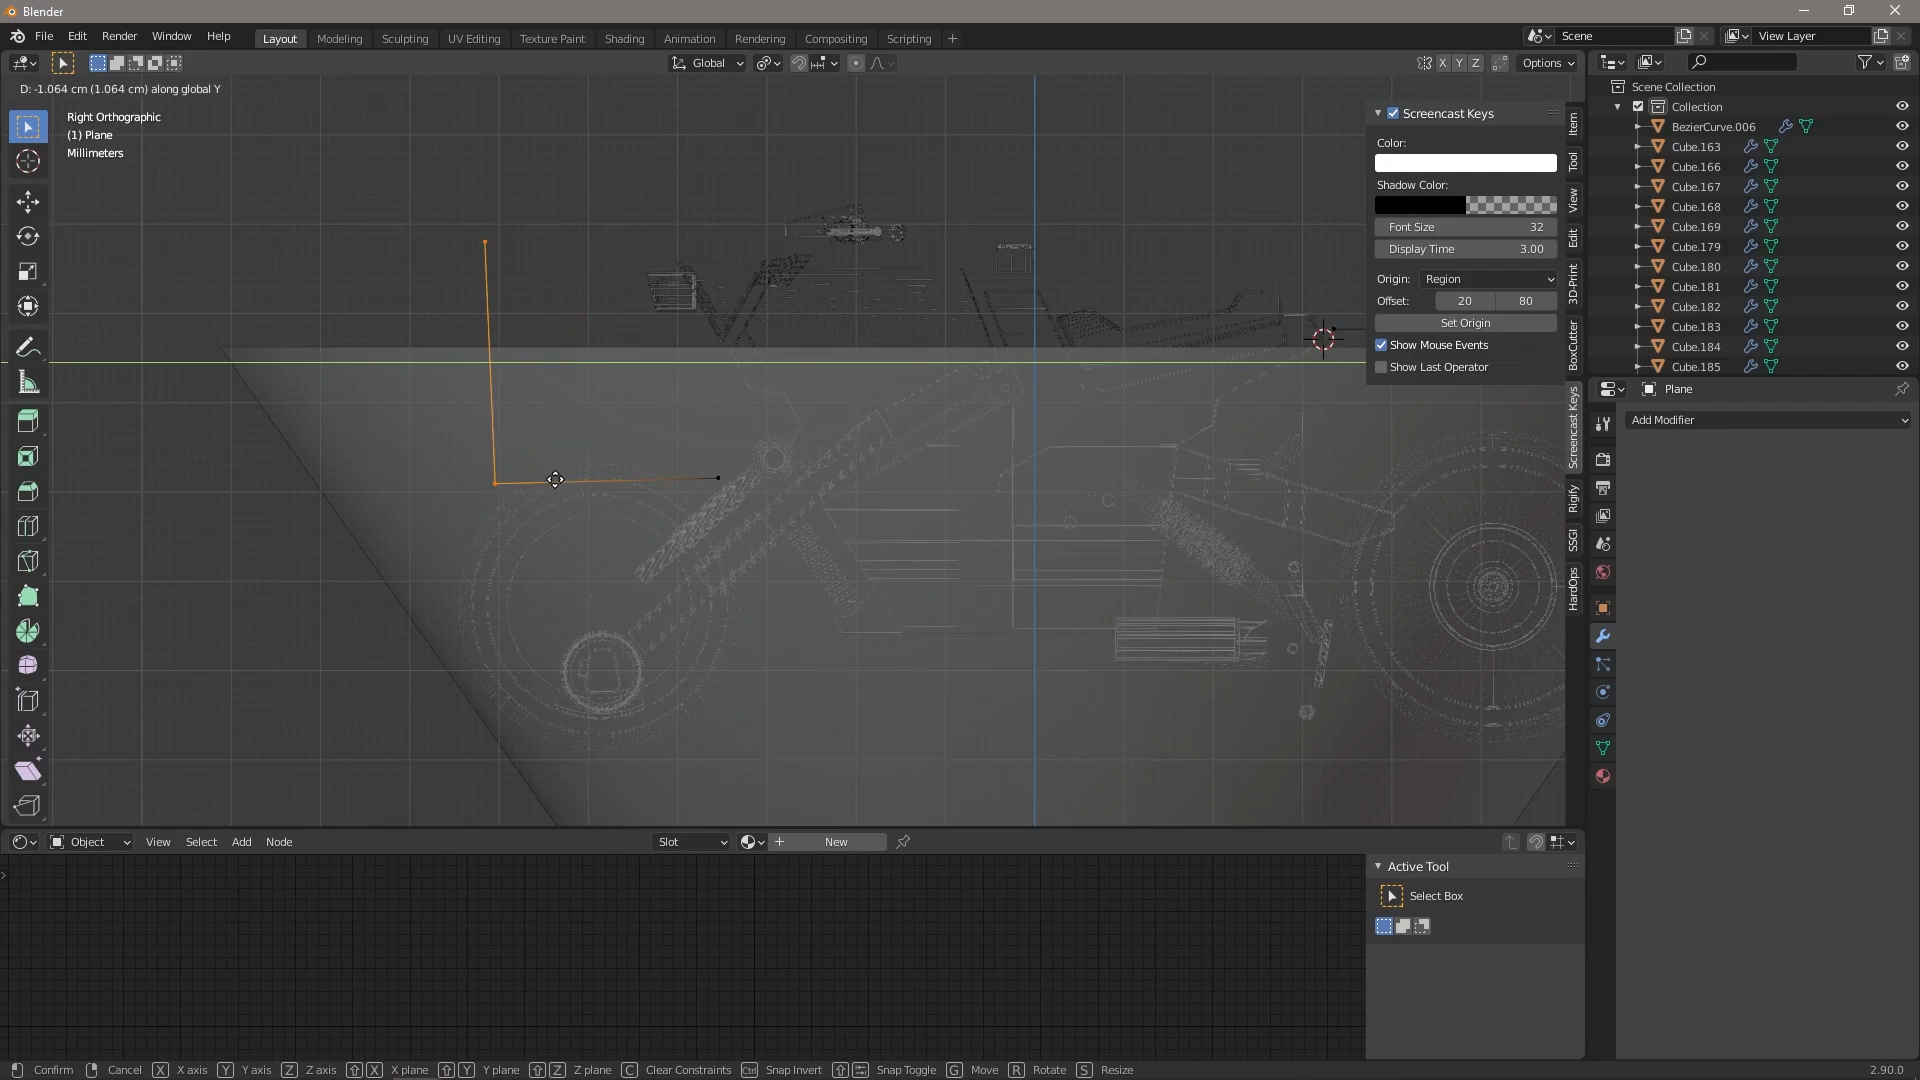 Blender
File Edit Render Window Help
Layout Modeling Sculpting UV Editing Texture Paint Shading Animation Rendering Compositing Scripting +
Scene View Layer
Global X Y Z Options
D: -1.064 cm (1.064 cm) along global Y
Right Orthographic
(1) Plane
Millimeters
Screencast Keys
Color:
Shadow Color:
Font Size 32
Display Time 3.00
Origin: Region
Offset: 20 80
Set Origin
Show Mouse Events
Show Last Operator
Item
Tool
View
Edit
3D-Print
BoxCutter
Screencast Keys
Rigify
SSGI
HardOps
Scene Collection
Collection
BezierCurve.006
Cube.163
Cube.166
Cube.167
Cube.168
Cube.169
Cube.179
Cube.180
Cube.181
Cube.182
Cube.183
Cube.184
Cube.185
Plane
Add Modifier
Object View Select Add Node Slot + New
Active Tool
Select Box
Confirm Cancel X X axis Y Y axis Z Z axis X X plane Y Y plane Z Z plane C Clear Constraints Ctrl Snap Invert Snap Toggle G Move R Rotate S Resize 2.90.0